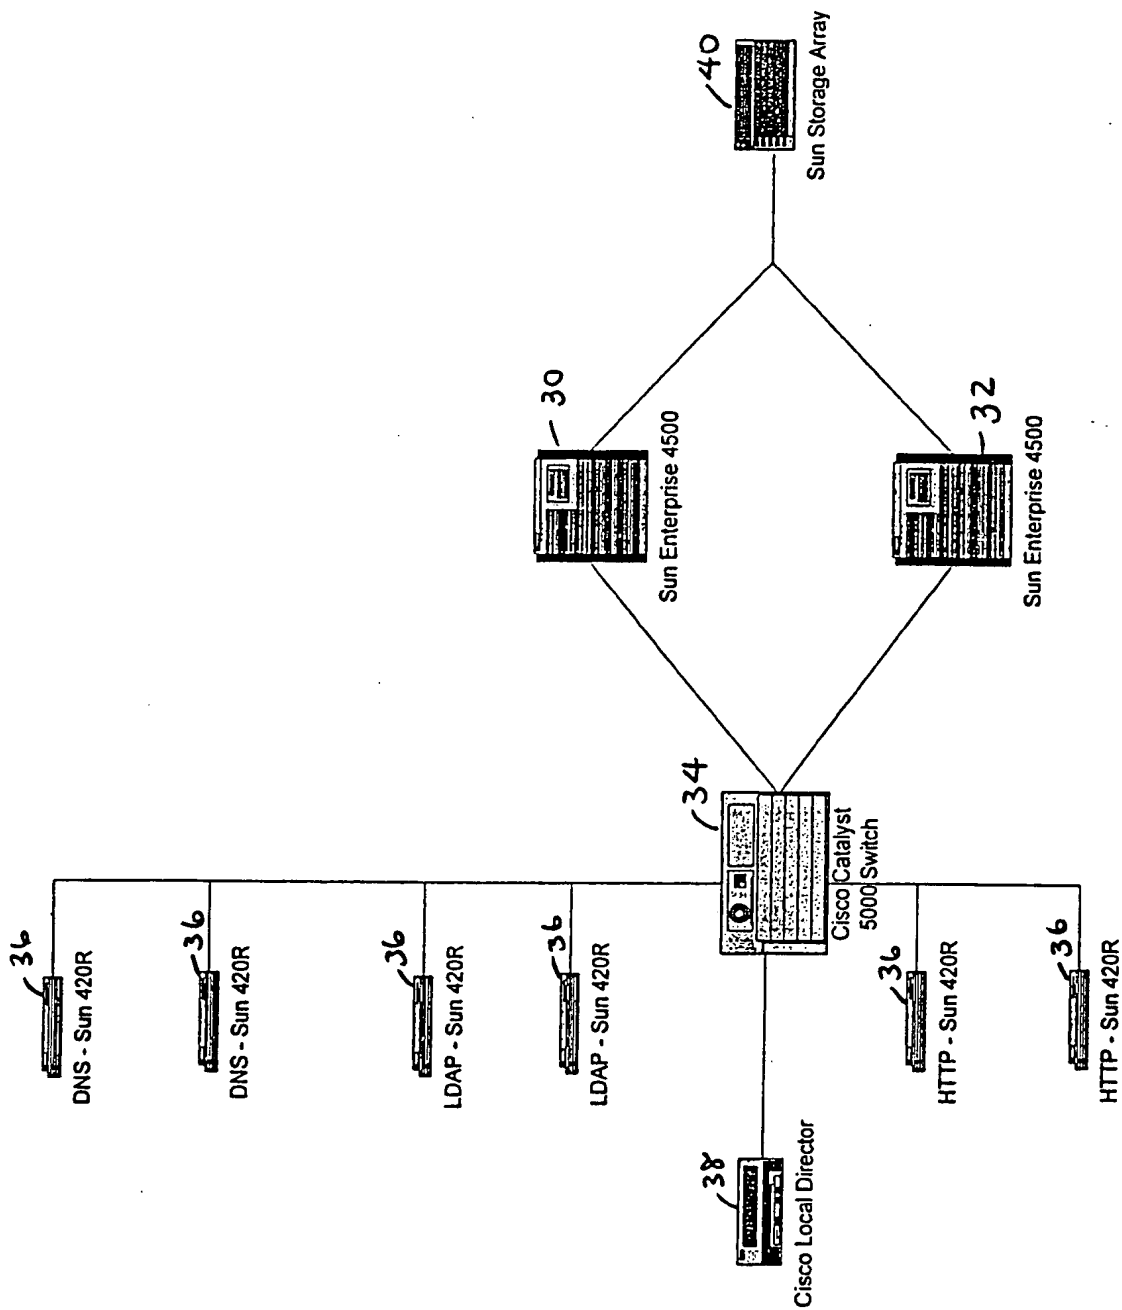 36
DNS - Sun 420R
36
DNS - Sun 420R
36
LDAP - Sun 420R
36
LDAP - Sun 420R
36
HTTP - Sun 420R
36
HTTP - Sun 420R
38
Cisco Local Director
34
Cisco Catalyst
5000 Switch
30
Sun Enterprise 4500
32
Sun Enterprise 4500
40
Sun Storage Array